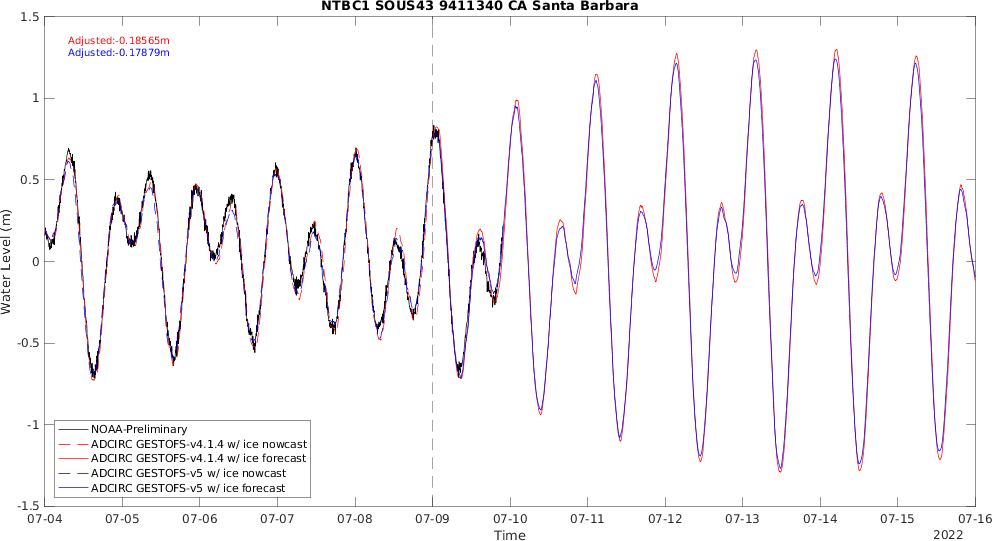 NTBC1 SOUS43 9411340 CA Santa Barbara
1.5
1
0.5
0
-0.5
-1
-1.5
Water Level (m)
Adjusted:-0.18565m
Adjusted:-0.17879m
NOAA-Preliminary
ADCIRC GESTOFS-v4.1.4 w/ ice nowcast
ADCIRC GESTOFS-v4.1.4 w/ ice forecast
ADCIRC GESTOFS-v5 w/ ice nowcast
ADCIRC GESTOFS-v5 w/ ice forecast
07-04 07-05 07-06 07-07 07-08 07-09 07-10 07-11 07-12 07-13 07-14 07-15 07-16
Time
2022